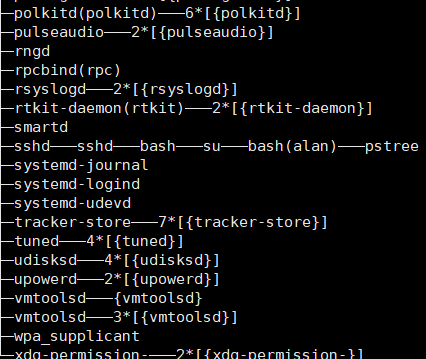 ─polkitd(polkitd)───6*[{polkitd}]
─pulseaudio───2*[{pulseaudio}]
─rngd
─rpcbind(rpc)
─rsyslogd───2*[{rsyslogd}]
─rtkit-daemon(rtkit)───2*[{rtkit-daemon}]
─smartd
─sshd───sshd───bash───su───bash(alan)───pstree
─systemd-journal
─systemd-logind
─systemd-udevd
─tracker-store───7*[{tracker-store}]
─tuned───4*[{tuned}]
─udisksd───4*[{udisksd}]
─upowerd───2*[{upowerd}]
─vmtoolsd───{vmtoolsd}
─vmtoolsd───3*[{vmtoolsd}]
─wpa_supplicant
─xdg-permission-───2*[{xdg-permission-}]